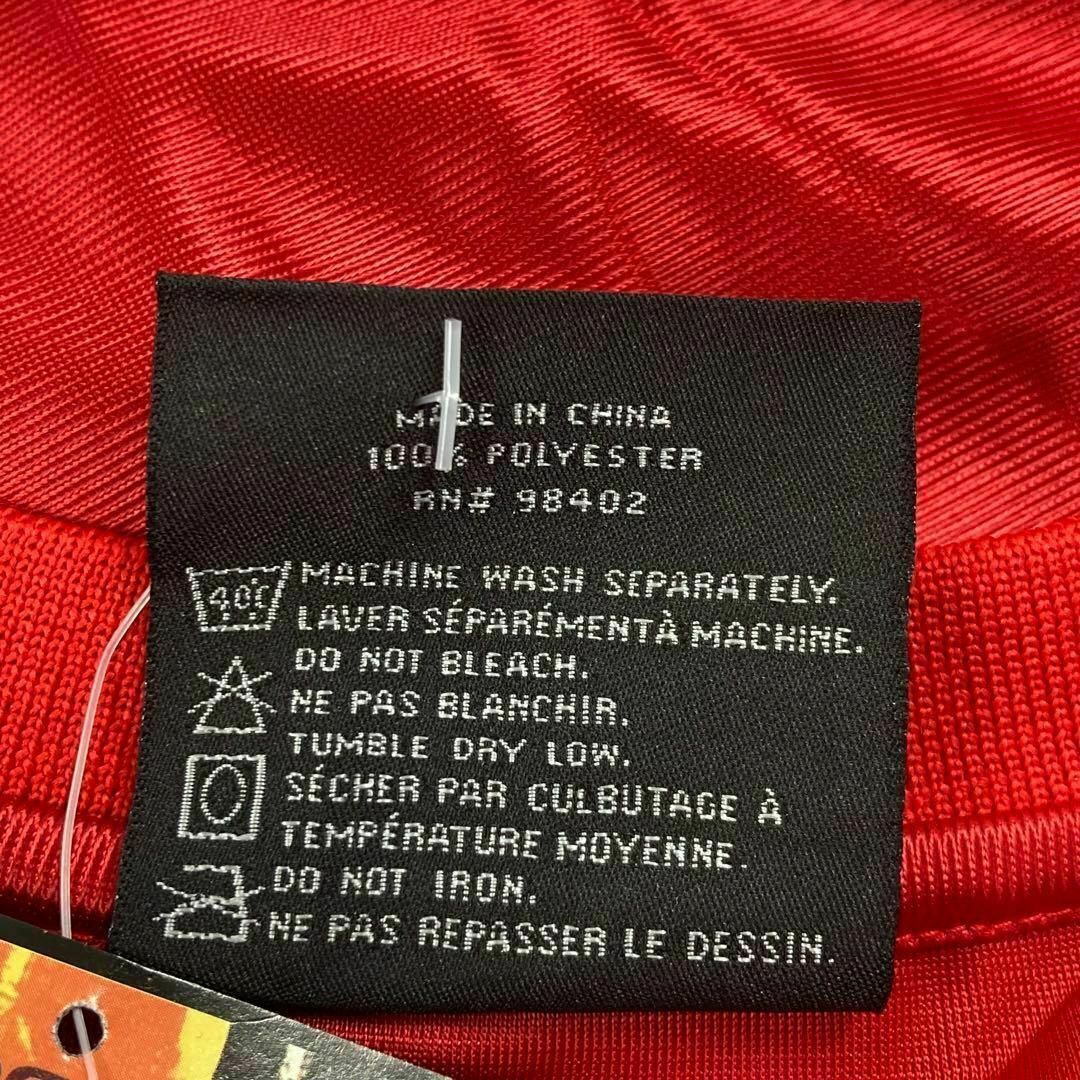 MADE IN CHINA
100% POLYESTER
RN# 98402
40C
MACHINE WASH SEPARATELY.
LAVER SÉPARÉMENTÀ MACHINE.
DO NOT BLEACH.
NE PAS BLANCHIR.
TUMBLE DRY LOW.
SÉCHER PAR CULBUTAGE À
TEMPÉRATURE MOYENNE.
DO NOT IRON.
NE PAS REPASSER LE DESSIN.